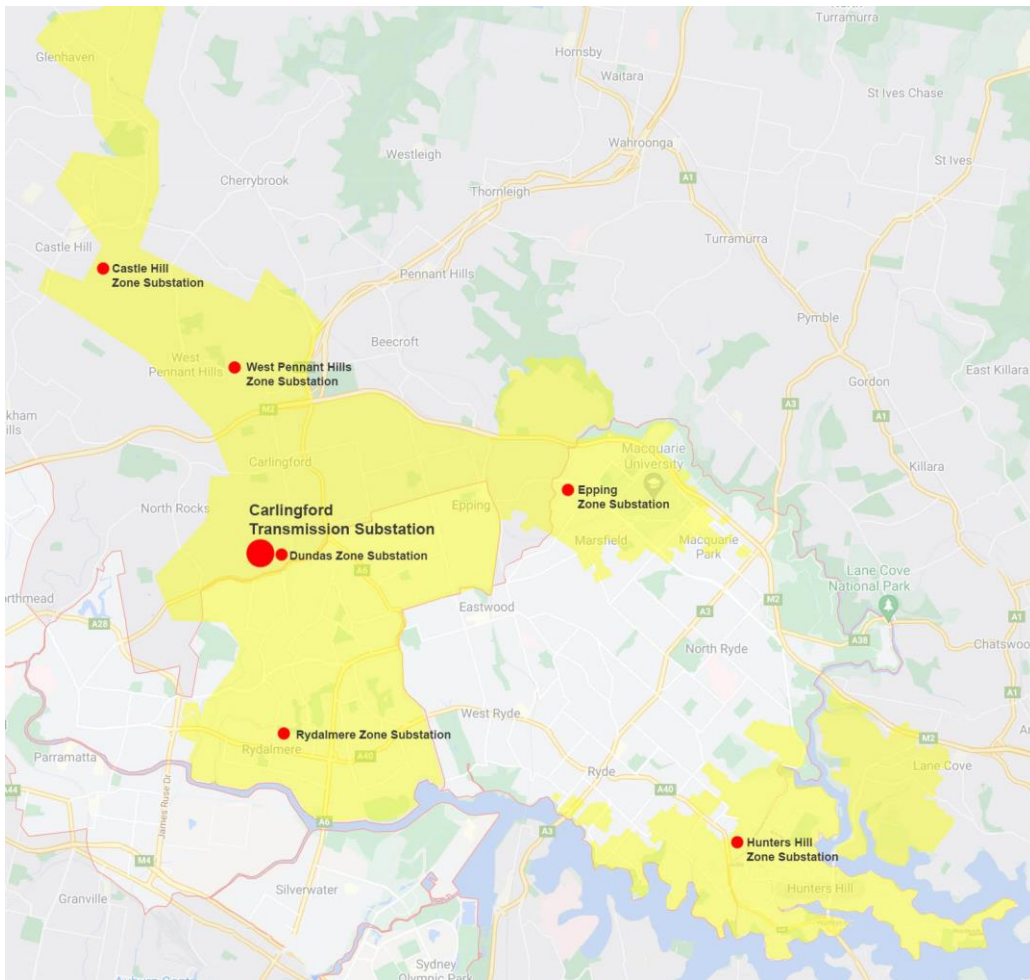 Glenhaven
Hornsby
Waitara
Turramurra
St Ives Chase
Westleigh
Wahroonga
St Ives
Cherrybrook
Thornleigh
A1
Castle Hill
Turramurra
Castle Hill
Zone Substation
Pennant Hills
Pymble
Beecroft
West
Pennant Hills
West Pennant Hills
Zone Substation
East Killara
Gordon
A3
M2
A1
Carlingford
Macquarie
University
Killara
North Rocks
Epping
Epping
Zone Substation
Carlingford
Transmission Substation
Marsfield
Macquarie
Park
Dundas Zone Substation
A6
Lane Cove
National Park
Eastwood
M2
A3
A28
A38
A1
Chatswo
North Ryde
West Ryde
Rydalmere Zone Substation
Rydalmere
A40
A1
M2
Parramatta
Lane Cove
Ryde
A44
James Ruse Dr
A40
A6
A3
Hunters Hill
Zone Substation
M4
Silverwater
Hunters Hill
Granville
Sydney
Olympic Park